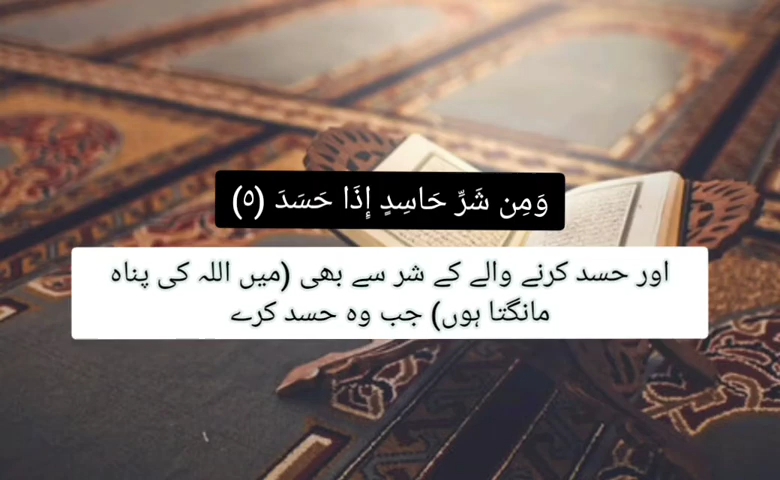 وَمِن شَرِّ حَاسِدٍ إِذَا حَسَدَ (٥)
اور حسد کرنے والے کے شر سے بھی (میں اللہ کی پناہ
مانگتا ہوں) جب وہ حسد کرے